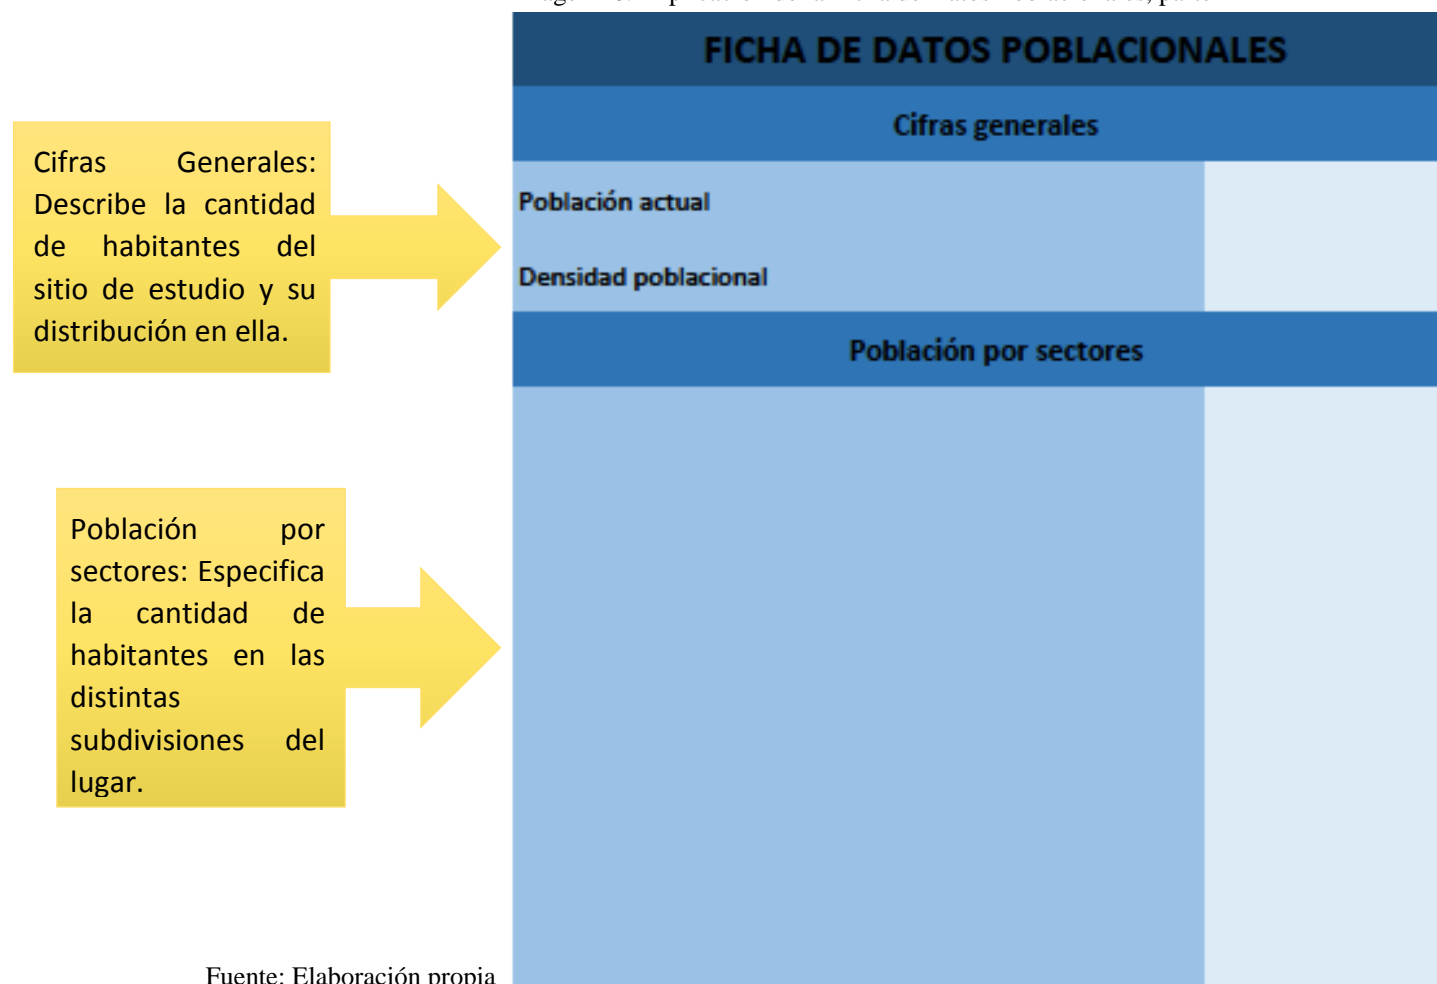 FICHA DE DATOS POBLACIONALES
Cifras generales
Cifras Generales:
Describe la cantidad
de habitantes del
sitio de estudio y su
distribución en ella.
Población actual
Densidad poblacional
Población por sectores
Población por
sectores: Especifica
la cantidad de
habitantes en las
distintas
subdivisiones del
lugar.
Fuente: Elaboración propia